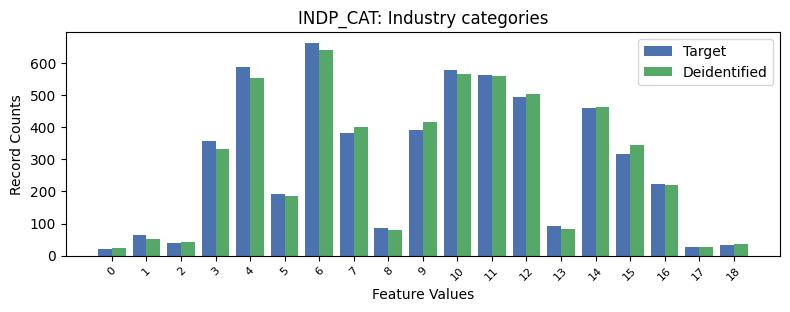 INDP_CAT: Industry categories
Target
Deidentified
Record Counts
600
500
400
300
200
100
0
0 1 2 3 4 5 6 7 8 9 10 11 12 13 14 15 16 17 18
Feature Values